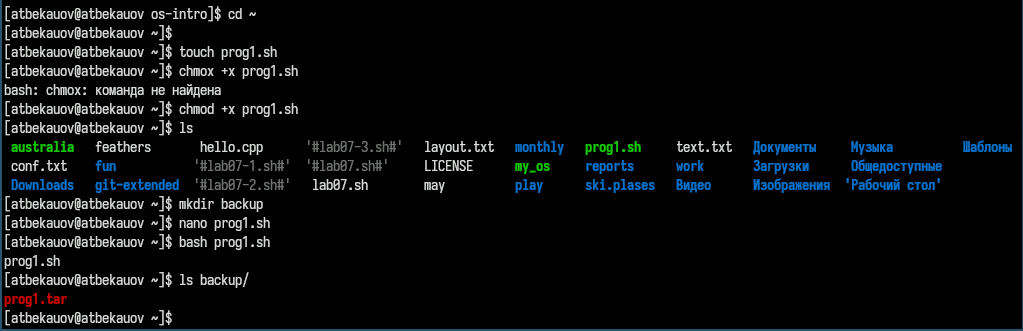 [atbekauov@atbekauov os-intro]$ cd ~
[atbekauov@atbekauov ~]$
[atbekauov@atbekauov ~]$ touch prog1.sh
[atbekauov@atbekauov ~]$ chmox +x prog1.sh
bash: chmox: команда не найдена
[atbekauov@atbekauov ~]$ chmod +x prog1.sh
[atbekauov@atbekauov ~]$ ls
australia feathers hello.cpp '#lab07-3.sh#' layout.txt monthly prog1.sh text.txt Документы Музыка Шаблоны
conf.txt fun '#lab07-1.sh#' '#lab07.sh#' LICENSE my_os reports work Загрузки Общедоступные
Downloads git-extended '#lab07-2.sh#' lab07.sh may play ski.plases Видео Изображения 'Рабочий стол'
[atbekauov@atbekauov ~]$ mkdir backup
[atbekauov@atbekauov ~]$ nano prog1.sh
[atbekauov@atbekauov ~]$ bash prog1.sh
prog1.sh
[atbekauov@atbekauov ~]$ ls backup/
prog1.tar
[atbekauov@atbekauov ~]$